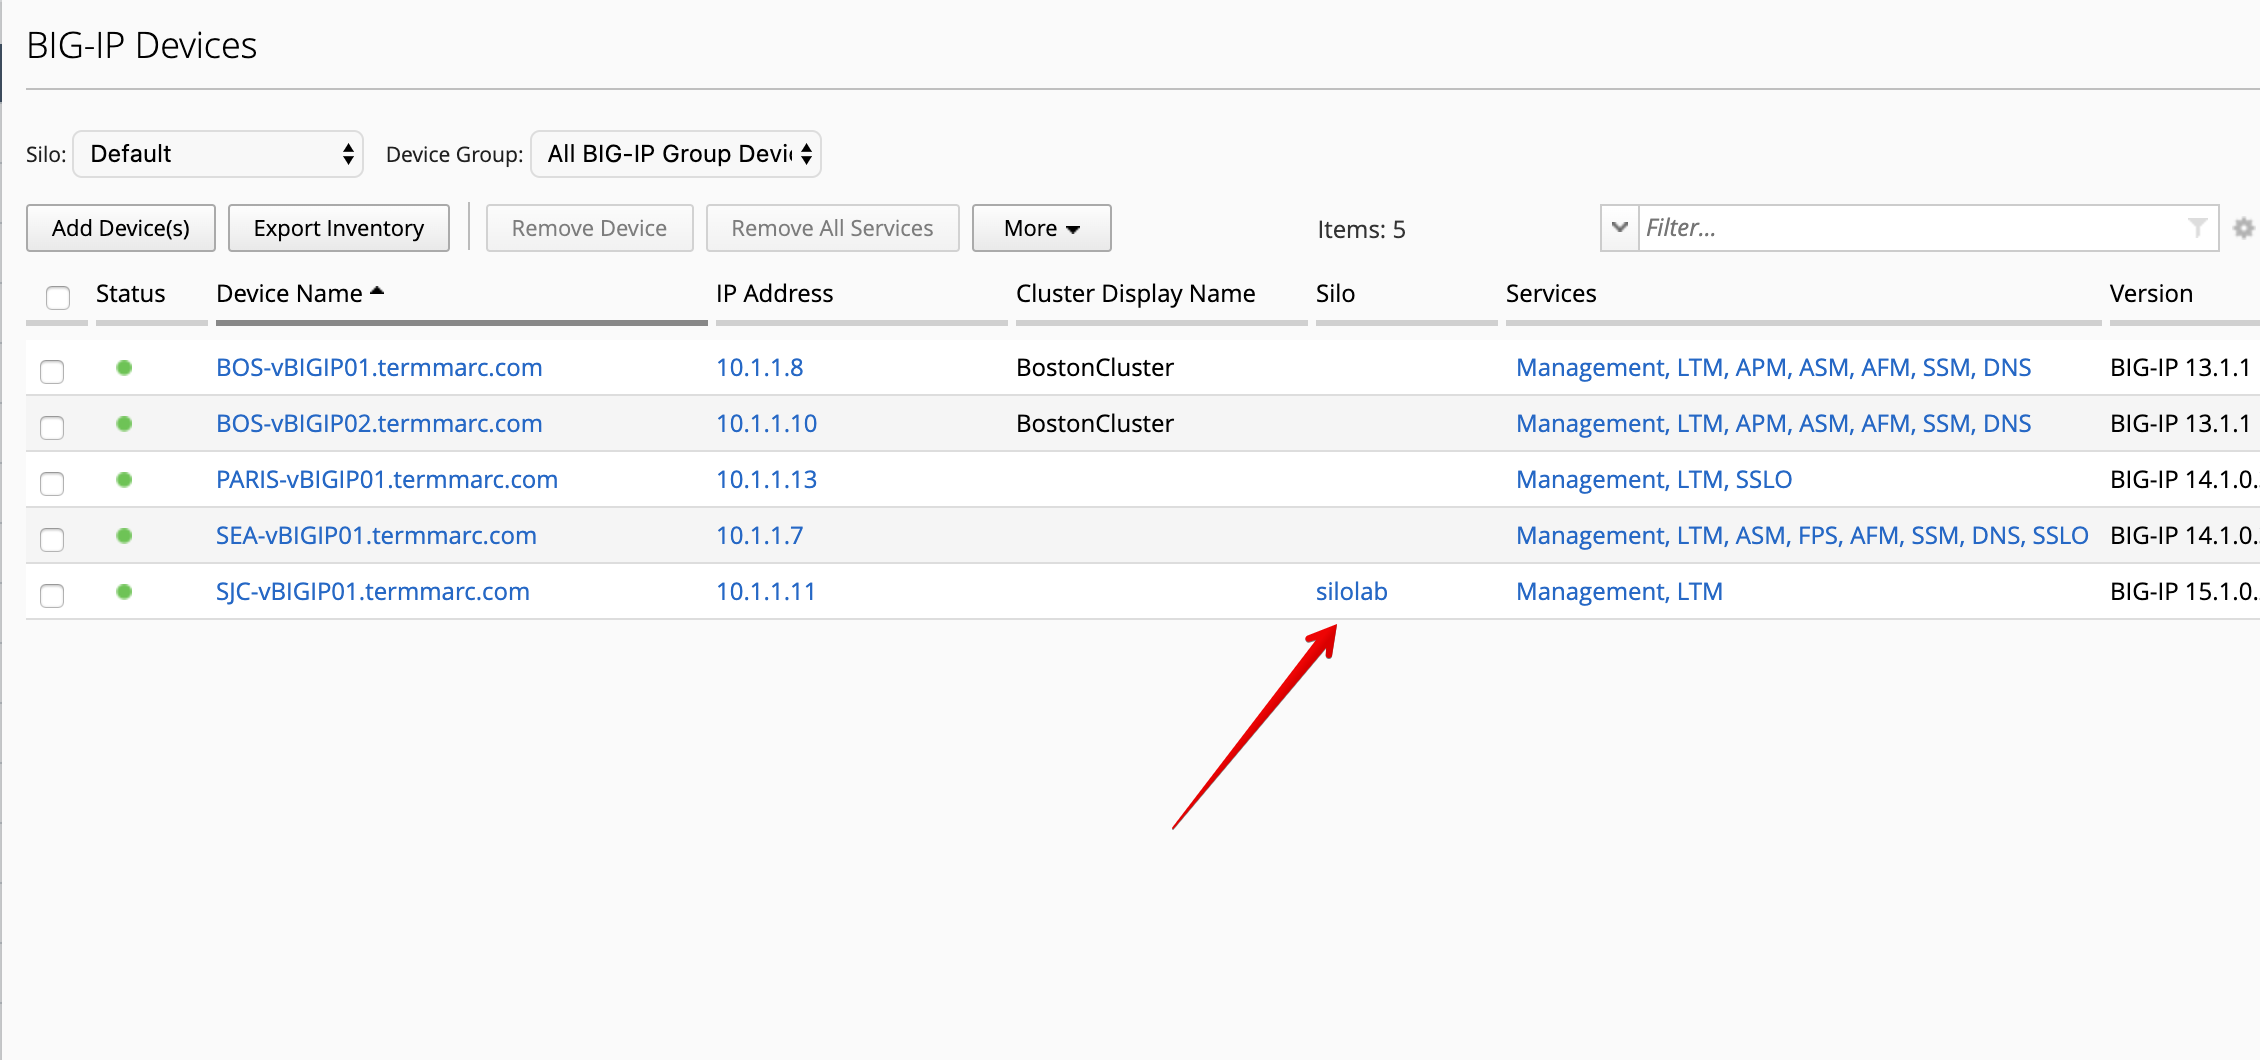 BIG-IP Devices
Silo: Default Device Group: All BIG-IP Group Devi
Add Device(s) Export Inventory Remove Device Remove All Services More Items: 5 Filter...
Status Device Name IP Address Cluster Display Name Silo Services Version
BOS-vBIGIP01.termmarc.com 10.1.1.8 BostonCluster Management, LTM, APM, ASM, AFM, SSM, DNS BIG-IP 13.1.1
BOS-vBIGIP02.termmarc.com 10.1.1.10 BostonCluster Management, LTM, APM, ASM, AFM, SSM, DNS BIG-IP 13.1.1
PARIS-vBIGIP01.termmarc.com 10.1.1.13 Management, LTM, SSLO BIG-IP 14.1.0.
SEA-vBIGIP01.termmarc.com 10.1.1.7 Management, LTM, ASM, FPS, AFM, SSM, DNS, SSLO BIG-IP 14.1.0.
SJC-vBIGIP01.termmarc.com 10.1.1.11 silolab Management, LTM BIG-IP 15.1.0.